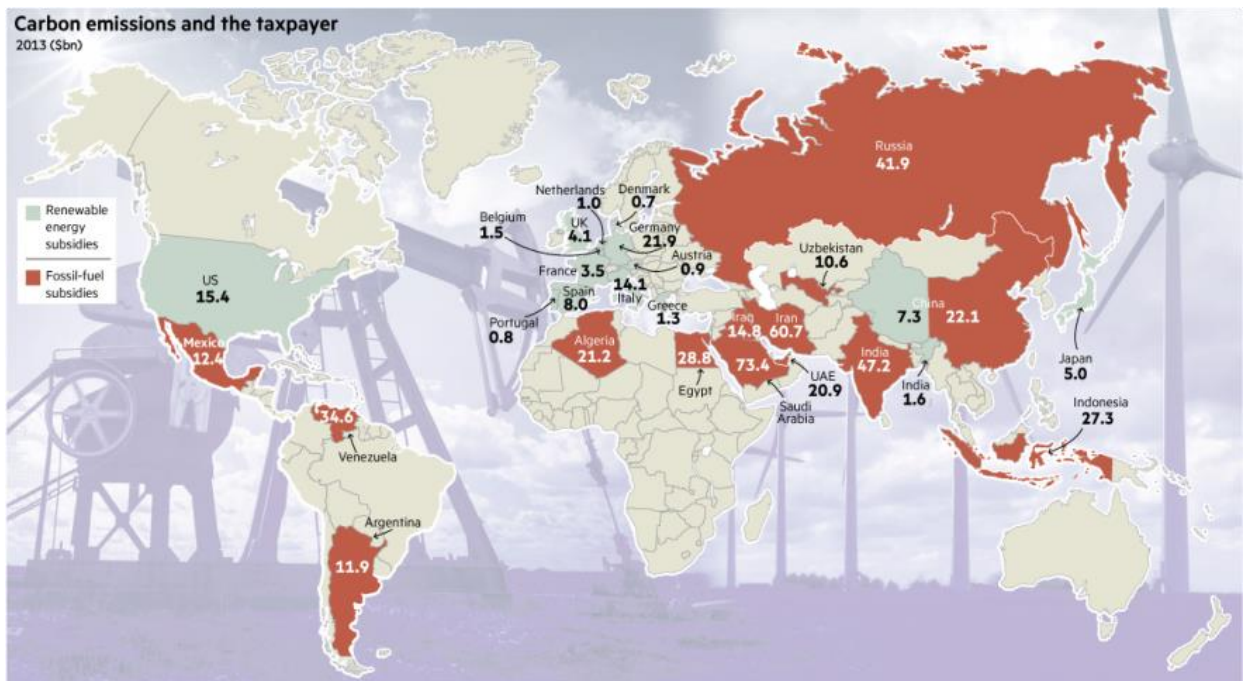 Carbon emissions and the taxpayer
2013 ($bn)
Renewable
energy
subsidies
Fossil-fuel
subsidies
US
15.4
Mexico
12.4
34.6
Venezuela
Argentina
11.9
Netherlands
1.0
Denmark
0.7
Belgium
1.5
UK
4.1
Germany
21.9
Austria
0.9
France 3.5
14.1
Italy
Spain
8.0
Portugal
0.8
Greece
1.3
Algeria
21.2
28.8
Egypt
Iraq
14.8
Iran
60.7
73.4
Saudi
Arabia
UAE
20.9
Uzbekistan
10.6
Russia
41.9
China
7.3 22.1
India
47.2
India
1.6
Japan
5.0
Indonesia
27.3